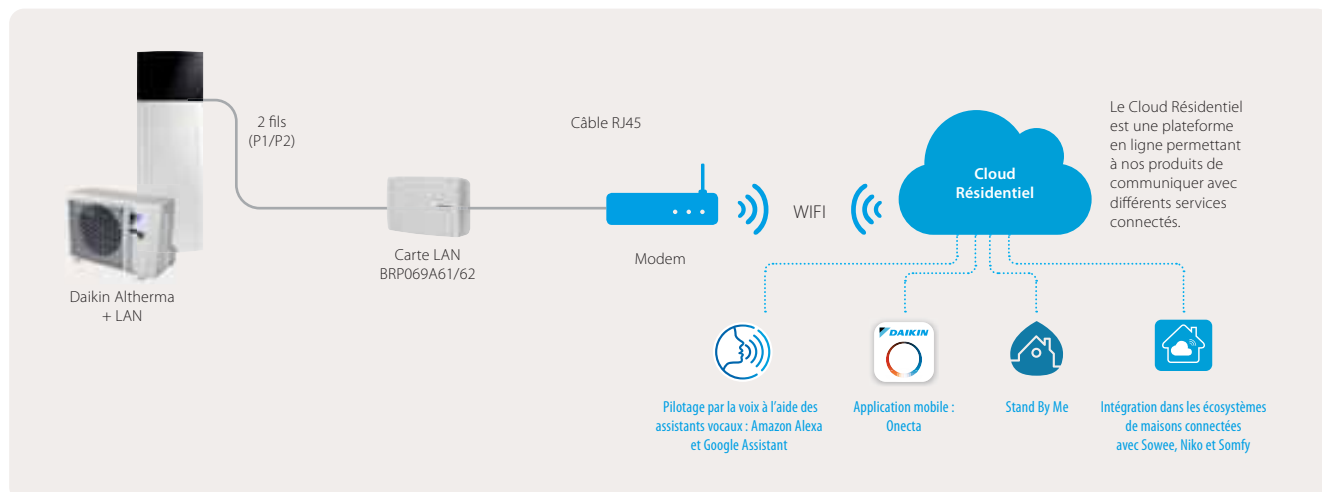 2 fils
(P1/P2)
Câble RJ45
Cloud
Résidentiel
Le Cloud Résidentiel
est une plateforme
en ligne permettant
à nos produits de
communiquer avec
différents services
connectés.
WIFI
Carte LAN
BRP069A61/62
Modem
Daikin Altherma
+ LAN
DAIKIN
Pilotage par la voix à l'aide des
assistants vocaux : Amazon Alexa
et Google Assistant
Application mobile :
Onecta
Stand By Me
Intégration dans les écosystèmes
de maisons connectées
avec Sowee, Niko et Somfy